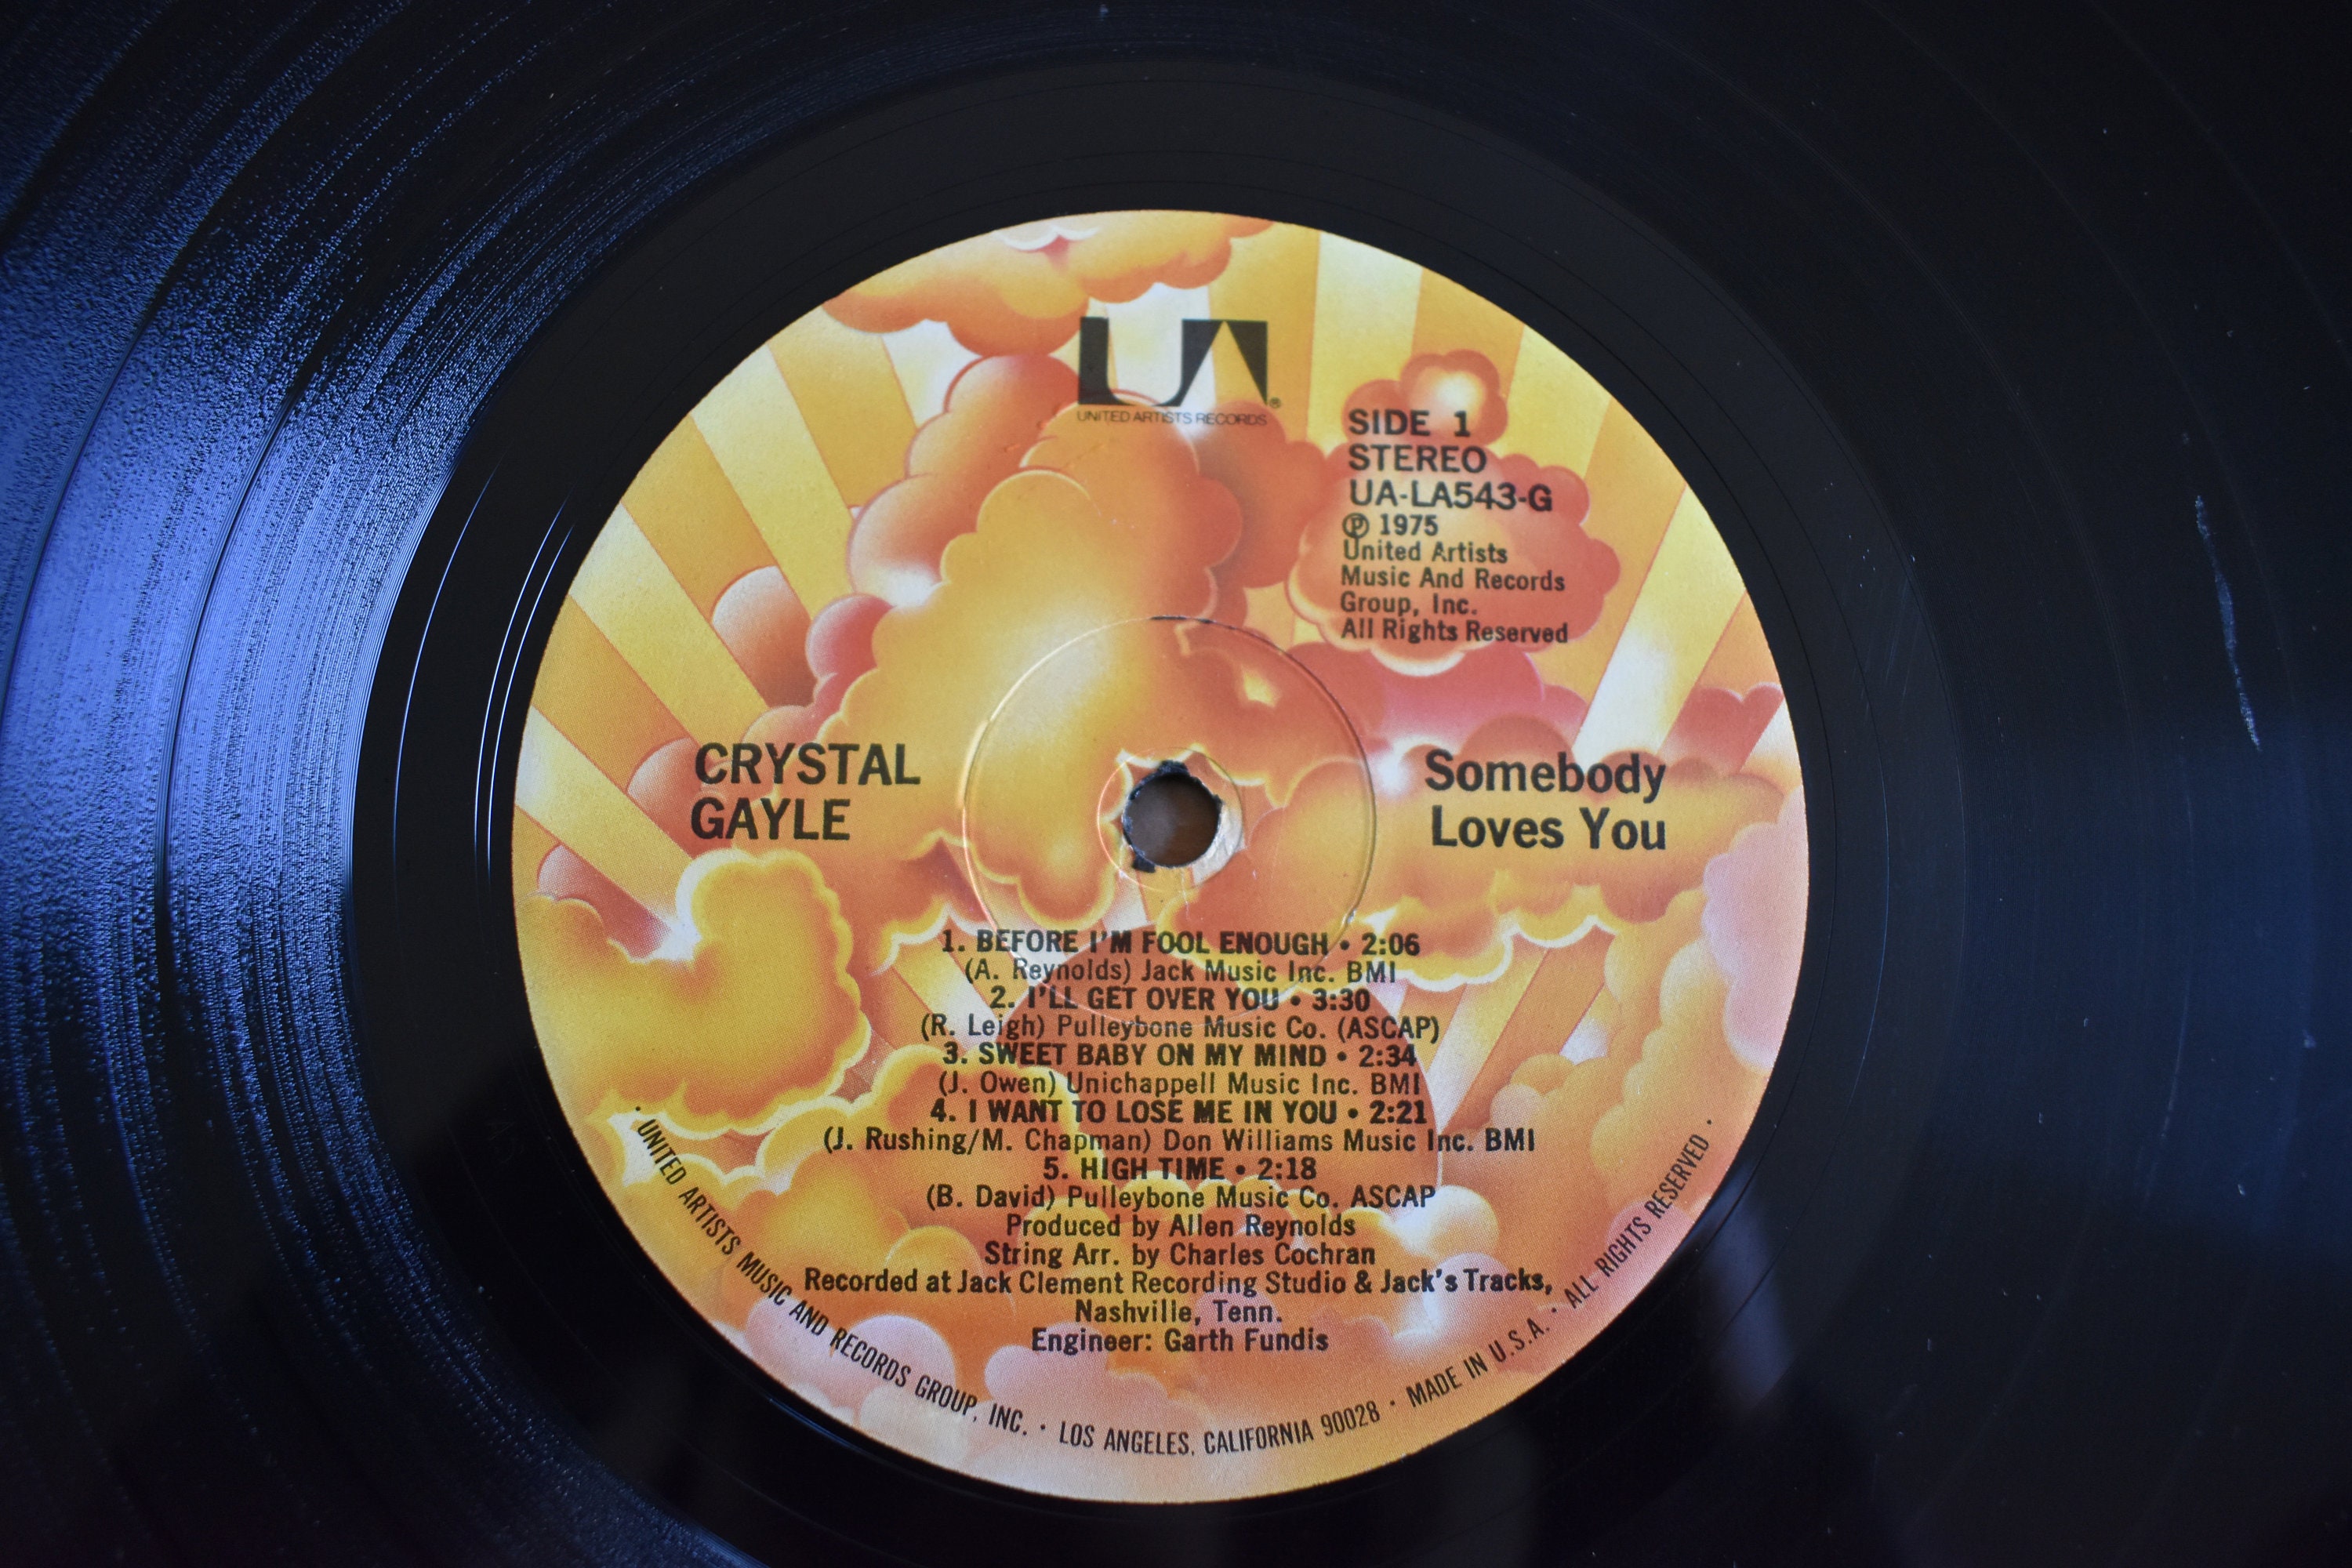 UA®
UNITED ARTISTS RECORDS
SIDE 1
STEREO
UA-LA543-G
℗ 1975
United Artists
Music And Records
Group, Inc.
All Rights Reserved
CRYSTAL
GAYLE
Somebody
Loves You
1. BEFORE I'M FOOL ENOUGH • 2:06
(A. Reynolds) Jack Music Inc. BMI
2. I'LL GET OVER YOU • 3:30
(R. Leigh) Pulleybone Music Co. (ASCAP)
3. SWEET BABY ON MY MIND • 2:34
(J. Owen) Unichappell Music Inc. BMI
4. I WANT TO LOSE ME IN YOU • 2:21
(J. Rushing/M. Chapman) Don Williams Music Inc. BMI
5. HIGH TIME • 2:18
(B. David) Pulleybone Music Co. ASCAP
Produced by Allen Reynolds
String Arr. by Charles Cochran
Recorded at Jack Clement Recording Studio & Jack's Tracks,
Nashville, Tenn.
Engineer: Garth Fundis
• UNITED ARTISTS MUSIC AND RECORDS GROUP, INC. • LOS ANGELES, CALIFORNIA 90028 • MADE IN U.S.A. • ALL RIGHTS RESERVED •